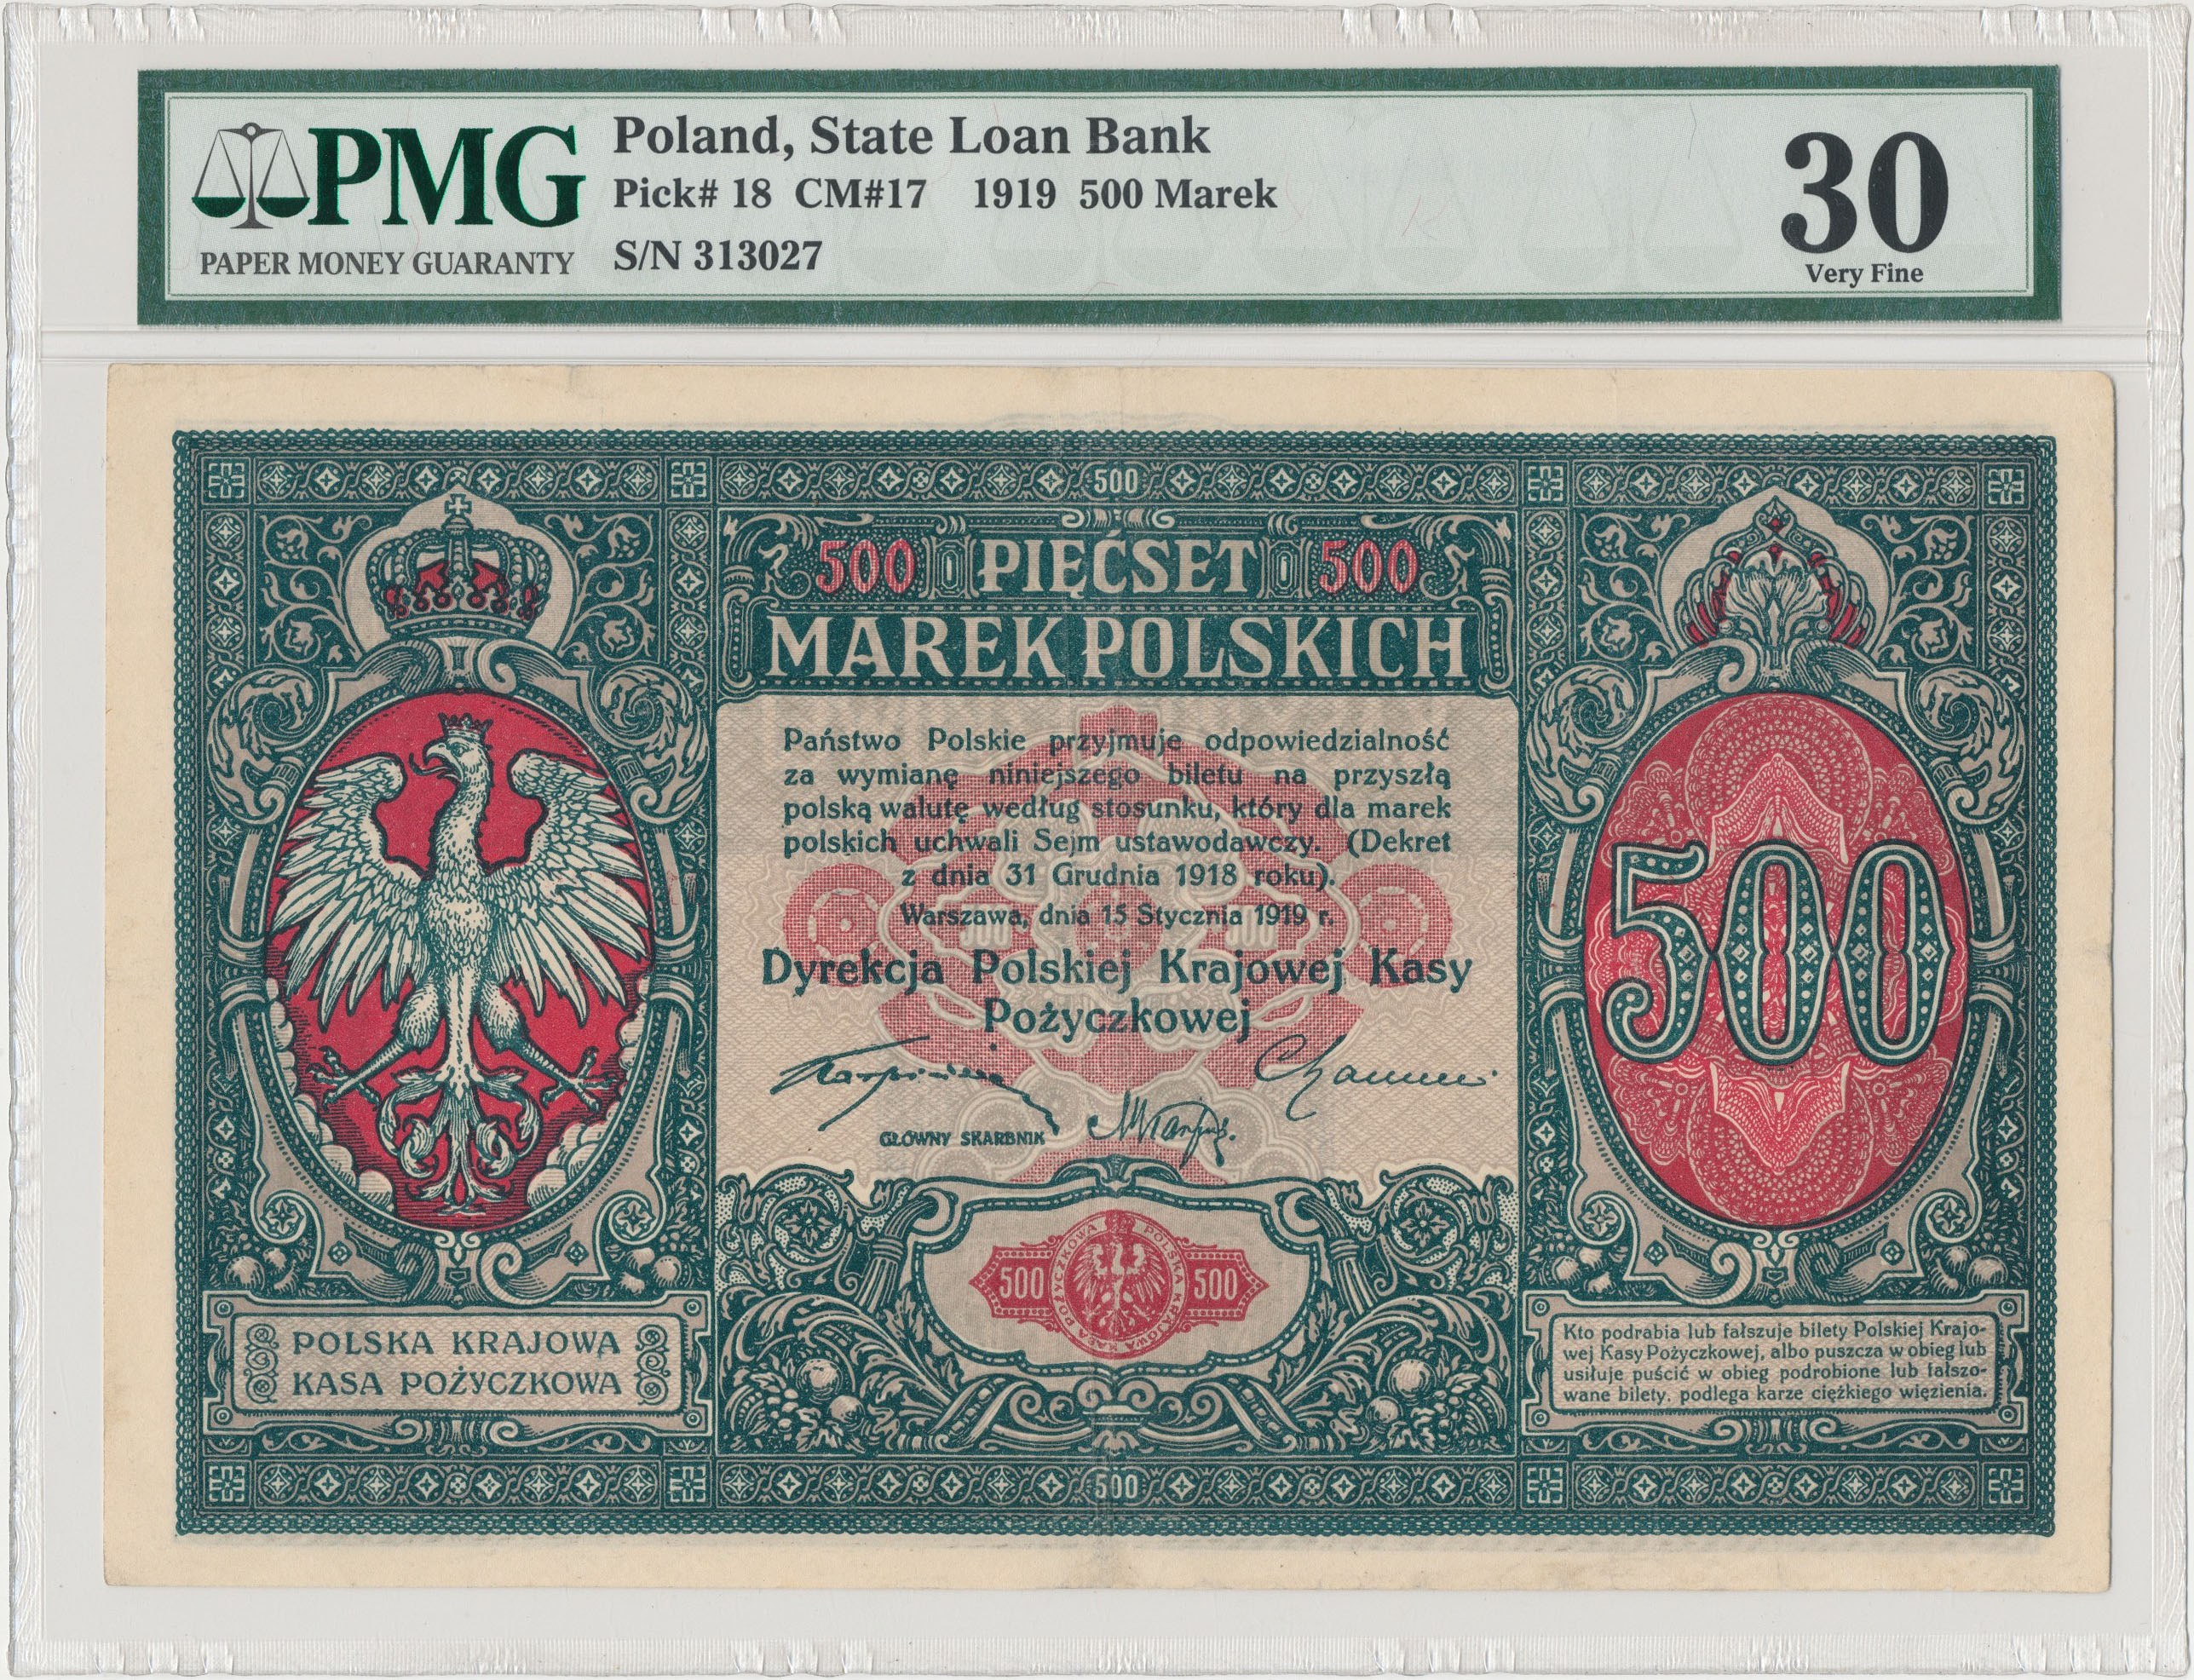 PMG
PAPER MONEY GUARANTY
Poland, State Loan Bank
Pick# 18 CM#17 1919 500 Marek
S/N 313027
30
Very Fine
500
500 PIĘĆSET 500
MAREK POLSKICH
Państwo Polskie przyjmuje odpowiedzialność
za wymianę niniejszego biletu na przyszłą
polską walutę według stosunku, który dla marek
polskich uchwali Sejm ustawodawczy. (Dekret
z dnia 31 Grudnia 1918 roku).
Warszawa, dnia 15 Stycznia 1919 r.
Dyrekcja Polskiej Krajowej Kasy
Pożyczkowej
GŁÓWNY SKARBNIK
500
500 500
POLSKA KRAJOWA KASA POŻYCZKOWA
POLSKA KRAJOWA
KASA POŻYCZKOWA
Kto podrabia lub fałszuje bilety Polskiej Krajo-
wej Kasy Pożyczkowej, albo puszcza w obieg lub
usiłuje puścić w obieg podrobione lub fałszo-
wane bilety, podlega karze ciężkiego więzienia.
500